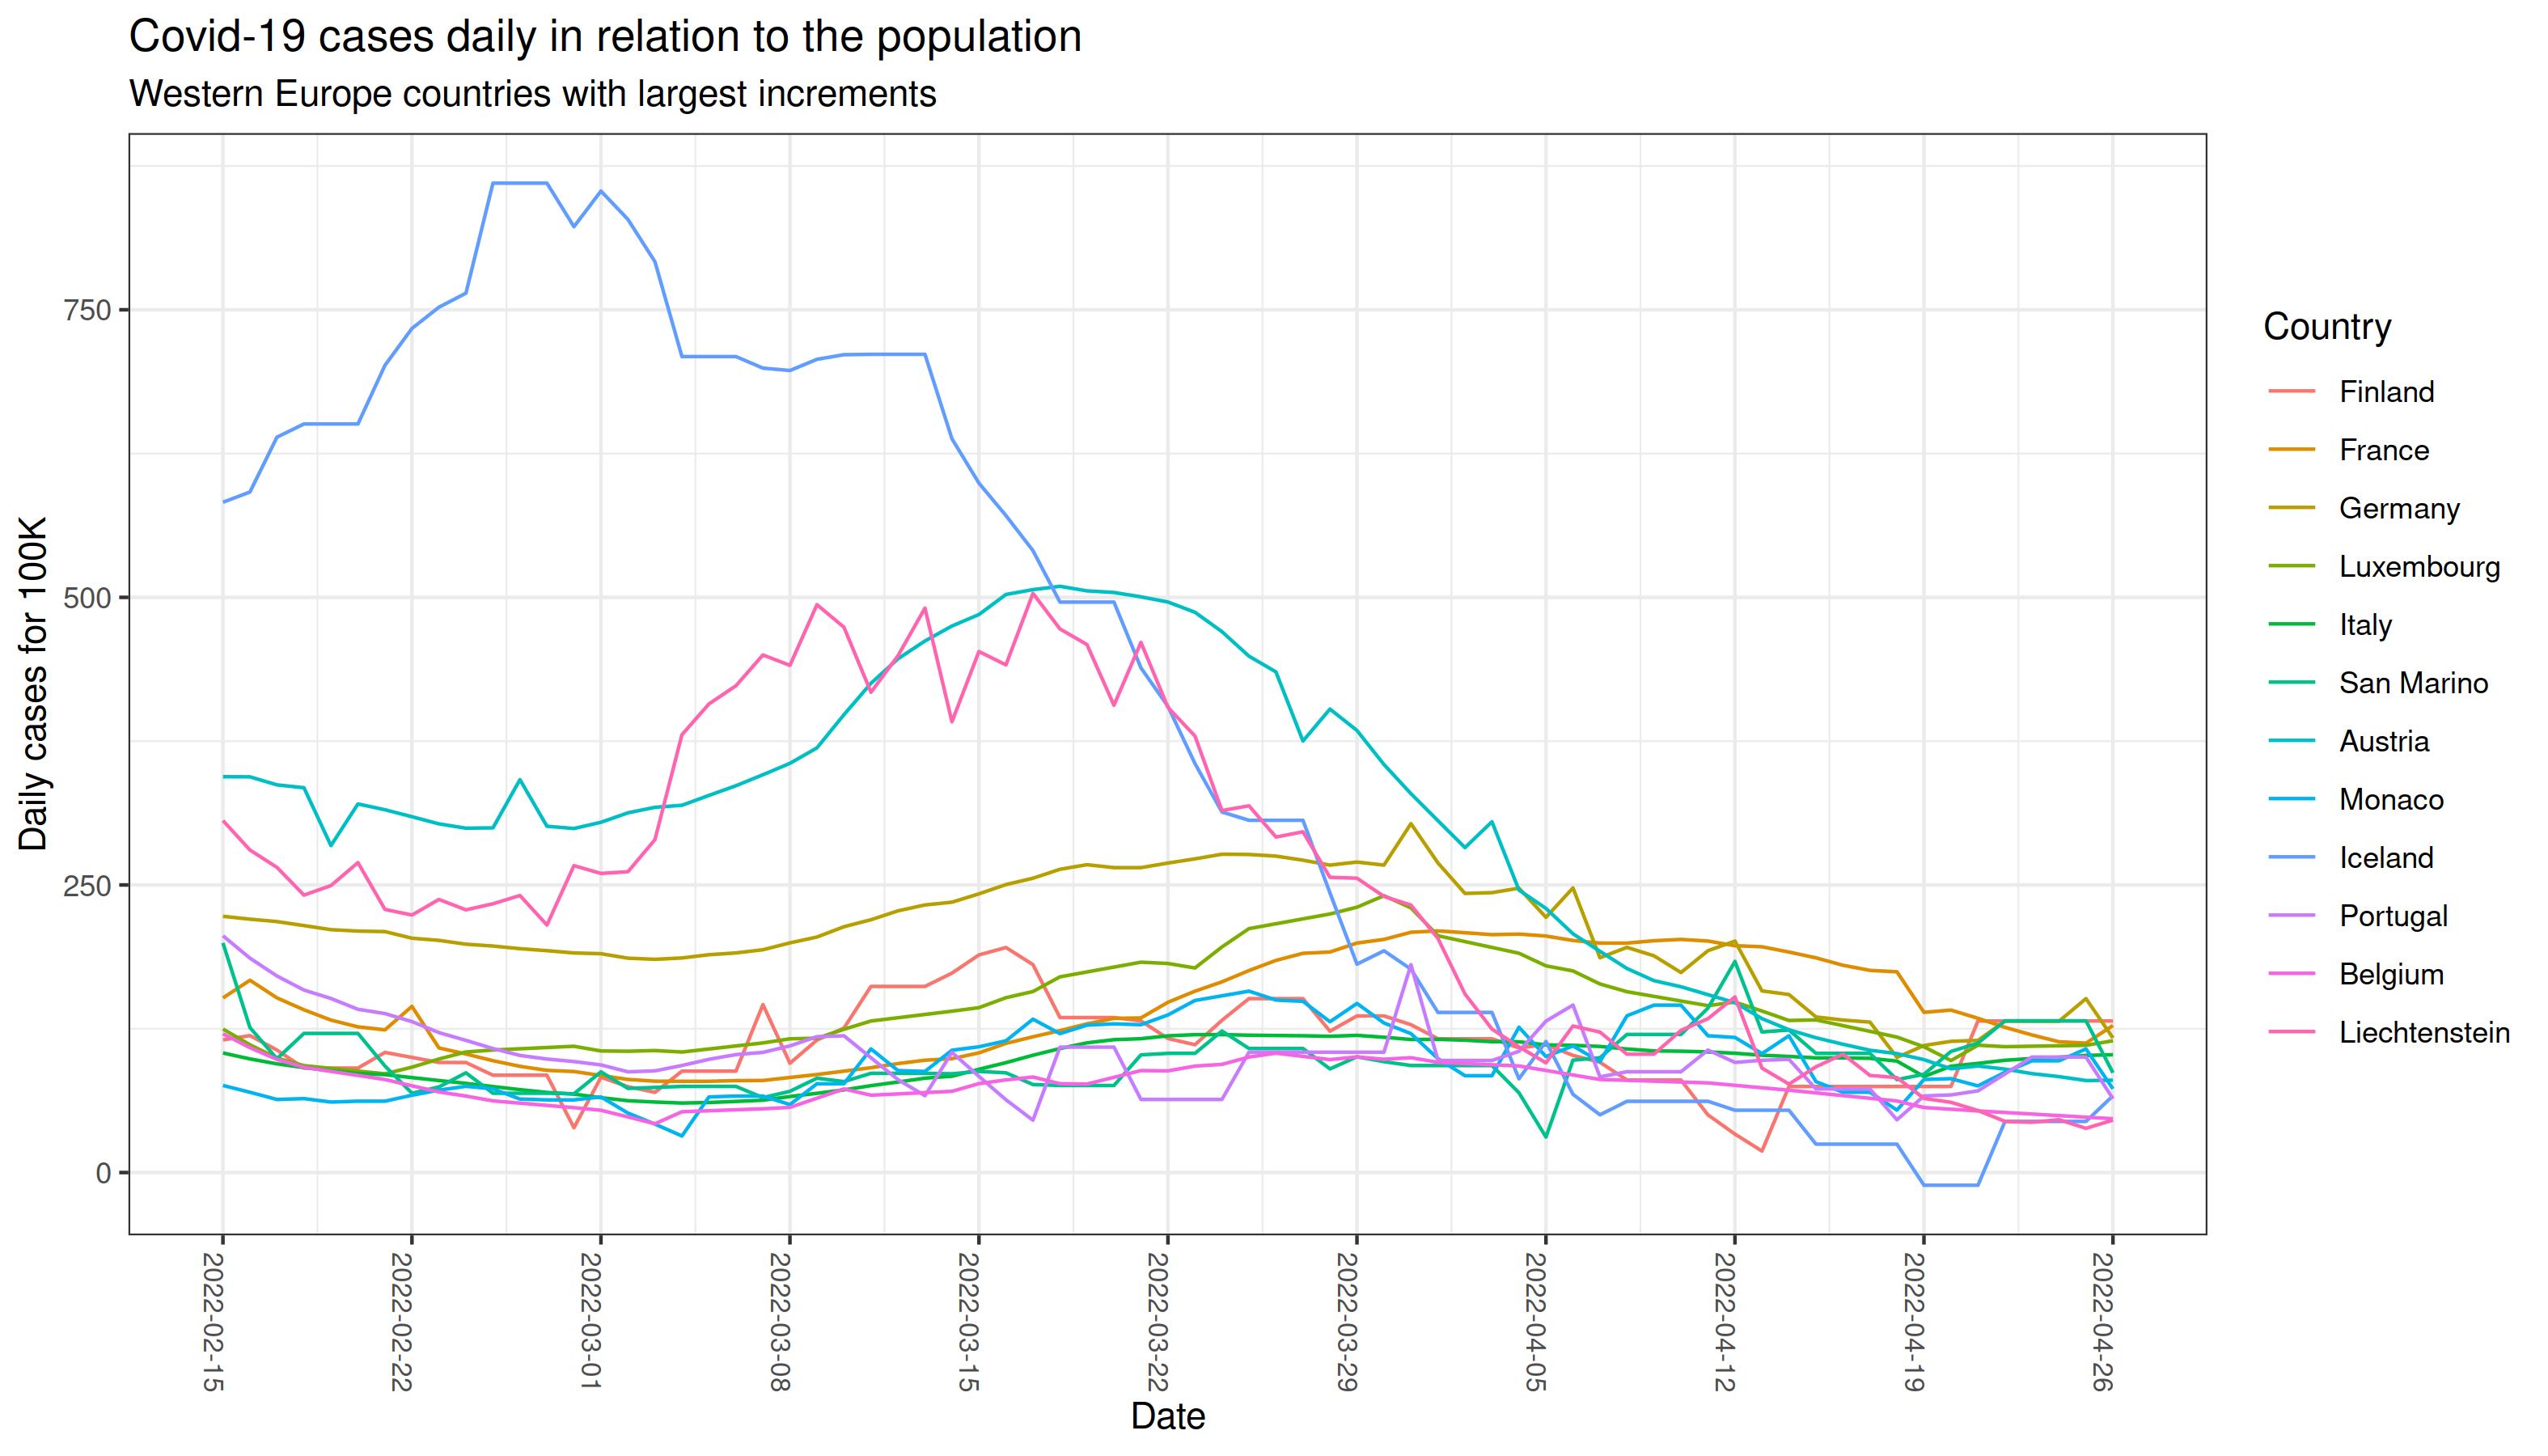 Covid-19 cases daily in relation to the population
Western Europe countries with largest increments
Daily cases for 100K
750
500
250
0
2022-02-15
2022-02-22
2022-03-01
2022-03-08
2022-03-15
2022-03-22
2022-03-29
2022-04-05
2022-04-12
2022-04-19
2022-04-26
Date
Country
Finland
France
Germany
Luxembourg
Italy
San Marino
Austria
Monaco
Iceland
Portugal
Belgium
Liechtenstein